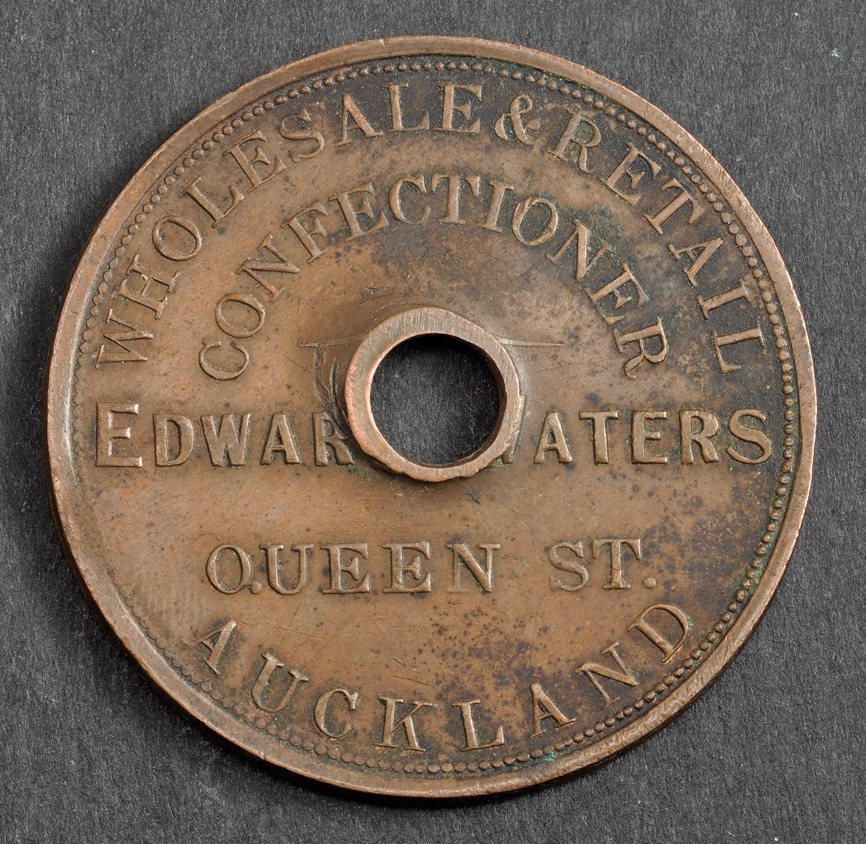 WHOLESALE & RETAIL
CONFECTIONER
EDWAR ATERS
QUEEN ST.
AUCKLAND